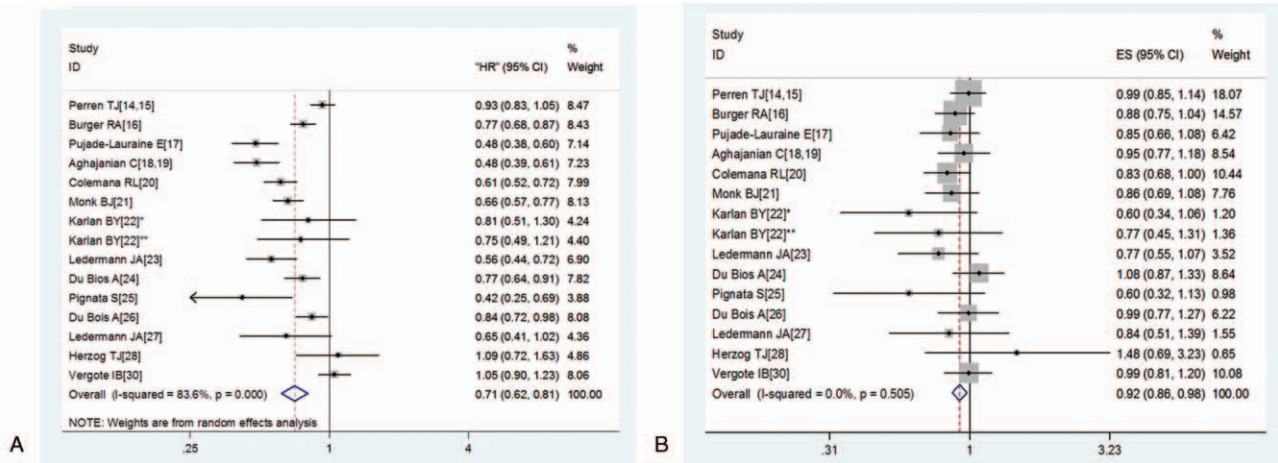 Study %
ID "HR" (95% CI) Weight
Perren TJ[14,15] 0.93 (0.83, 1.05) 8.47
Burger RA[16] 0.77 (0.68, 0.87) 8.43
Pujade-Lauraine E[17] 0.48 (0.38, 0.60) 7.14
Aghajanian C[18,19] 0.48 (0.39, 0.61) 7.23
Colemana RL[20] 0.61 (0.52, 0.72) 7.99
Monk BJ[21] 0.66 (0.57, 0.77) 8.13
Karlan BY[22]* 0.81 (0.51, 1.30) 4.24
Karlan BY[22]** 0.75 (0.49, 1.21) 4.40
Ledermann JA[23] 0.56 (0.44, 0.72) 6.90
Du Bios A[24] 0.77 (0.64, 0.91) 7.82
Pignata S[25] 0.42 (0.25, 0.69) 3.88
Du Bois A[26] 0.84 (0.72, 0.98) 8.08
Ledermann JA[27] 0.65 (0.41, 1.02) 4.36
Herzog TJ[28] 1.09 (0.72, 1.63) 4.86
Vergote IB[30] 1.05 (0.90, 1.23) 8.06
Overall (I-squared = 83.6%, p = 0.000) 0.71 (0.62, 0.81) 100.00
NOTE: Weights are from random effects analysis
A
.25 1 4
Study %
ID ES (95% CI) Weight
Perren TJ[14,15] 0.99 (0.85, 1.14) 18.07
Burger RA[16] 0.88 (0.75, 1.04) 14.57
Pujade-Lauraine E[17] 0.85 (0.66, 1.08) 6.42
Aghajanian C[18,19] 0.95 (0.77, 1.18) 8.54
Colemana RL[20] 0.83 (0.68, 1.00) 10.44
Monk BJ[21] 0.86 (0.69, 1.08) 7.76
Karlan BY[22]* 0.60 (0.34, 1.06) 1.20
Karlan BY[22]** 0.77 (0.45, 1.31) 1.36
Ledermann JA[23] 0.77 (0.55, 1.07) 3.52
Du Bios A[24] 1.08 (0.87, 1.33) 8.64
Pignata S[25] 0.60 (0.32, 1.13) 0.98
Du Bois A[26] 0.99 (0.77, 1.27) 6.22
Ledermann JA[27] 0.84 (0.51, 1.39) 1.55
Herzog TJ[28] 1.48 (0.69, 3.23) 0.65
Vergote IB[30] 0.99 (0.81, 1.20) 10.08
Overall (I-squared = 0.0%, p = 0.505) 0.92 (0.86, 0.98) 100.00
B
.31 1 3.23